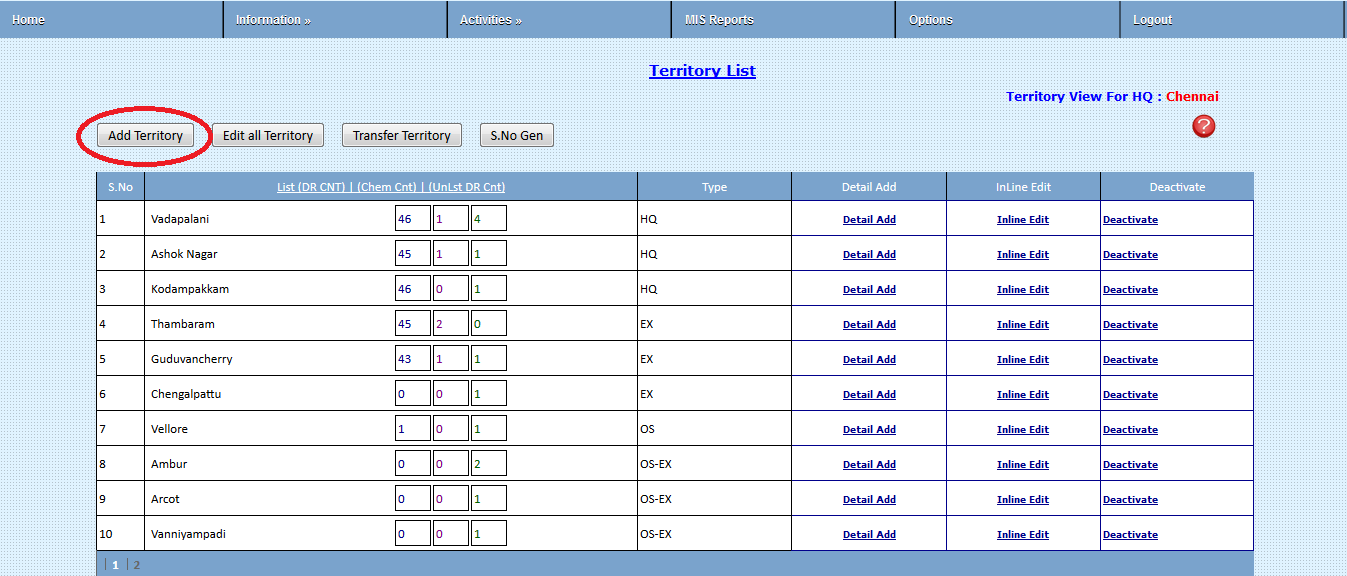 Home Information » Activities » MIS Reports Options Logout
Territory List
Territory View For HQ : Chennai
Add Territory Edit all Territory Transfer Territory S.No Gen
?
S.No List (DR CNT) | (Chem Cnt) | (UnLst DR Cnt) Type Detail Add InLine Edit Deactivate
1 Vadapalani 46 1 4 HQ Detail Add Inline Edit Deactivate
2 Ashok Nagar 45 1 1 HQ Detail Add Inline Edit Deactivate
3 Kodampakkam 46 0 1 HQ Detail Add Inline Edit Deactivate
4 Thambaram 45 2 0 EX Detail Add Inline Edit Deactivate
5 Guduvancherry 43 1 1 EX Detail Add Inline Edit Deactivate
6 Chengalpattu 0 0 1 EX Detail Add Inline Edit Deactivate
7 Vellore 1 0 1 OS Detail Add Inline Edit Deactivate
8 Ambur 0 0 2 OS-EX Detail Add Inline Edit Deactivate
9 Arcot 0 0 1 OS-EX Detail Add Inline Edit Deactivate
10 Vanniyampadi 0 0 1 OS-EX Detail Add Inline Edit Deactivate
| 1 | 2